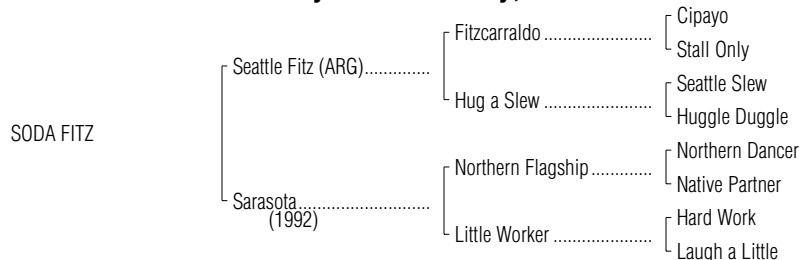 Cipayo
Fitzcarraldo ....................
Stall Only
Seattle Fitz (ARG)..............
Seattle Slew
Hug a Slew ....................
Huggle Duggle
SODA FITZ
Northern Dancer
Northern Flagship ............
Native Partner
Sarasota............................
(1992)
Hard Work
Little Worker ..................
Laugh a Little